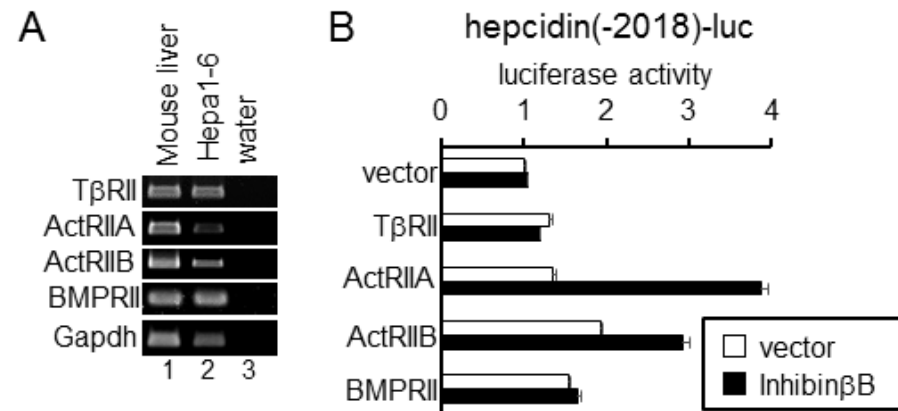 A
Mouse liver
Hepa1-6
water
TβRII
ActRIIA
ActRIIB
BMPRII
Gapdh
1 2 3
B
hepcidin(-2018)-luc
luciferase activity
0 1 2 3 4
vector
TβRII
ActRIIA
ActRIIB
BMPRII
vector
InhibinβB